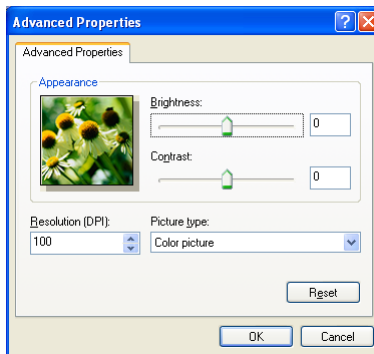 Advanced Properties
Advanced Properties
Appearance
Brightness:
0
Contrast:
0
Resolution (DPI):
Picture type:
100
Color picture
Reset
OK
Cancel